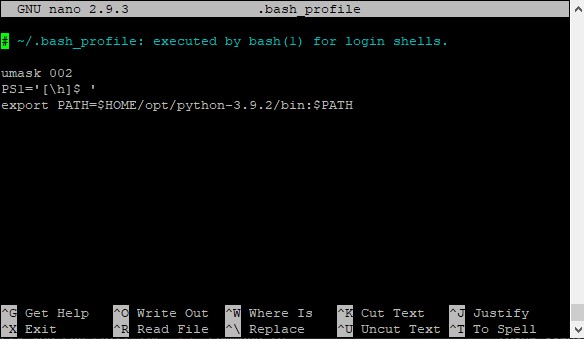 GNU nano 2.9.3 .bash_profile
# ~/.bash_profile: executed by bash(1) for login shells.
umask 002
PS1='[\h]$ '
export PATH=$HOME/opt/python-3.9.2/bin:$PATH
^G Get Help ^O Write Out ^W Where Is ^K Cut Text ^J Justify
^X Exit ^R Read File ^\ Replace ^U Uncut Text ^T To Spell